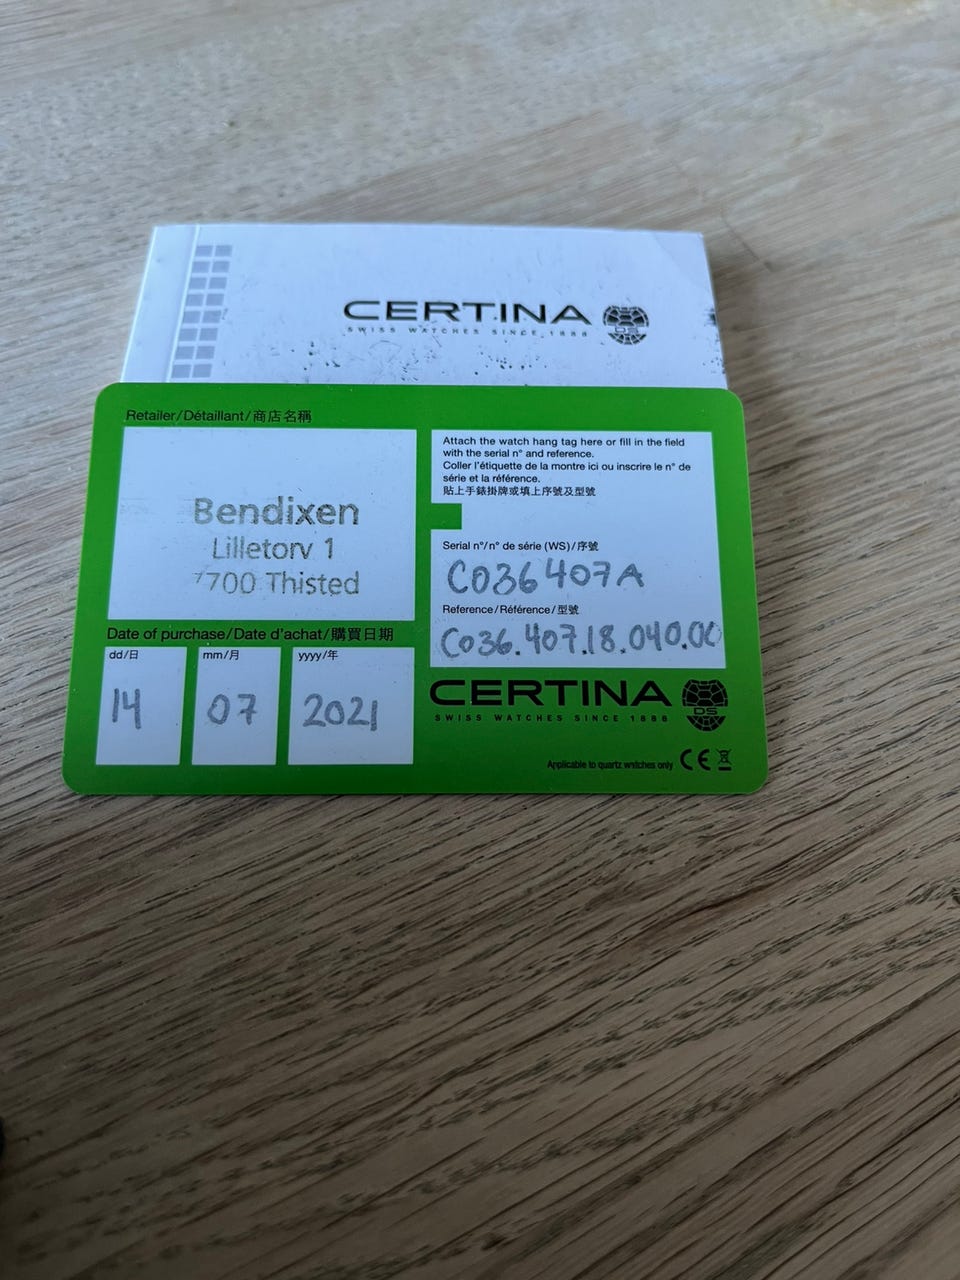 CERTINA
SWISS WATCHES SINCE 1888
DS
Retailer/Détaillant/商店名稱
Bendixen
Lilletorv 1
7700 Thisted
Attach the watch hang tag here or fill in the field
with the serial n° and reference.
Coller l'étiquette de la montre ici ou inscrire le n° de
série et la référence.
貼上手錶掛牌或填上序號及型號
Serial n°/n° de série (WS)/序號
C036407A
Reference/Référence/型號
C036.407.18.040.00
Date of purchase/Date d'achat/購買日期
dd/日
mm/月
yyyy/年
14
07
2021
CERTINA
SWISS WATCHES SINCE 1888
DS
Applicable to quartz watches only
CE